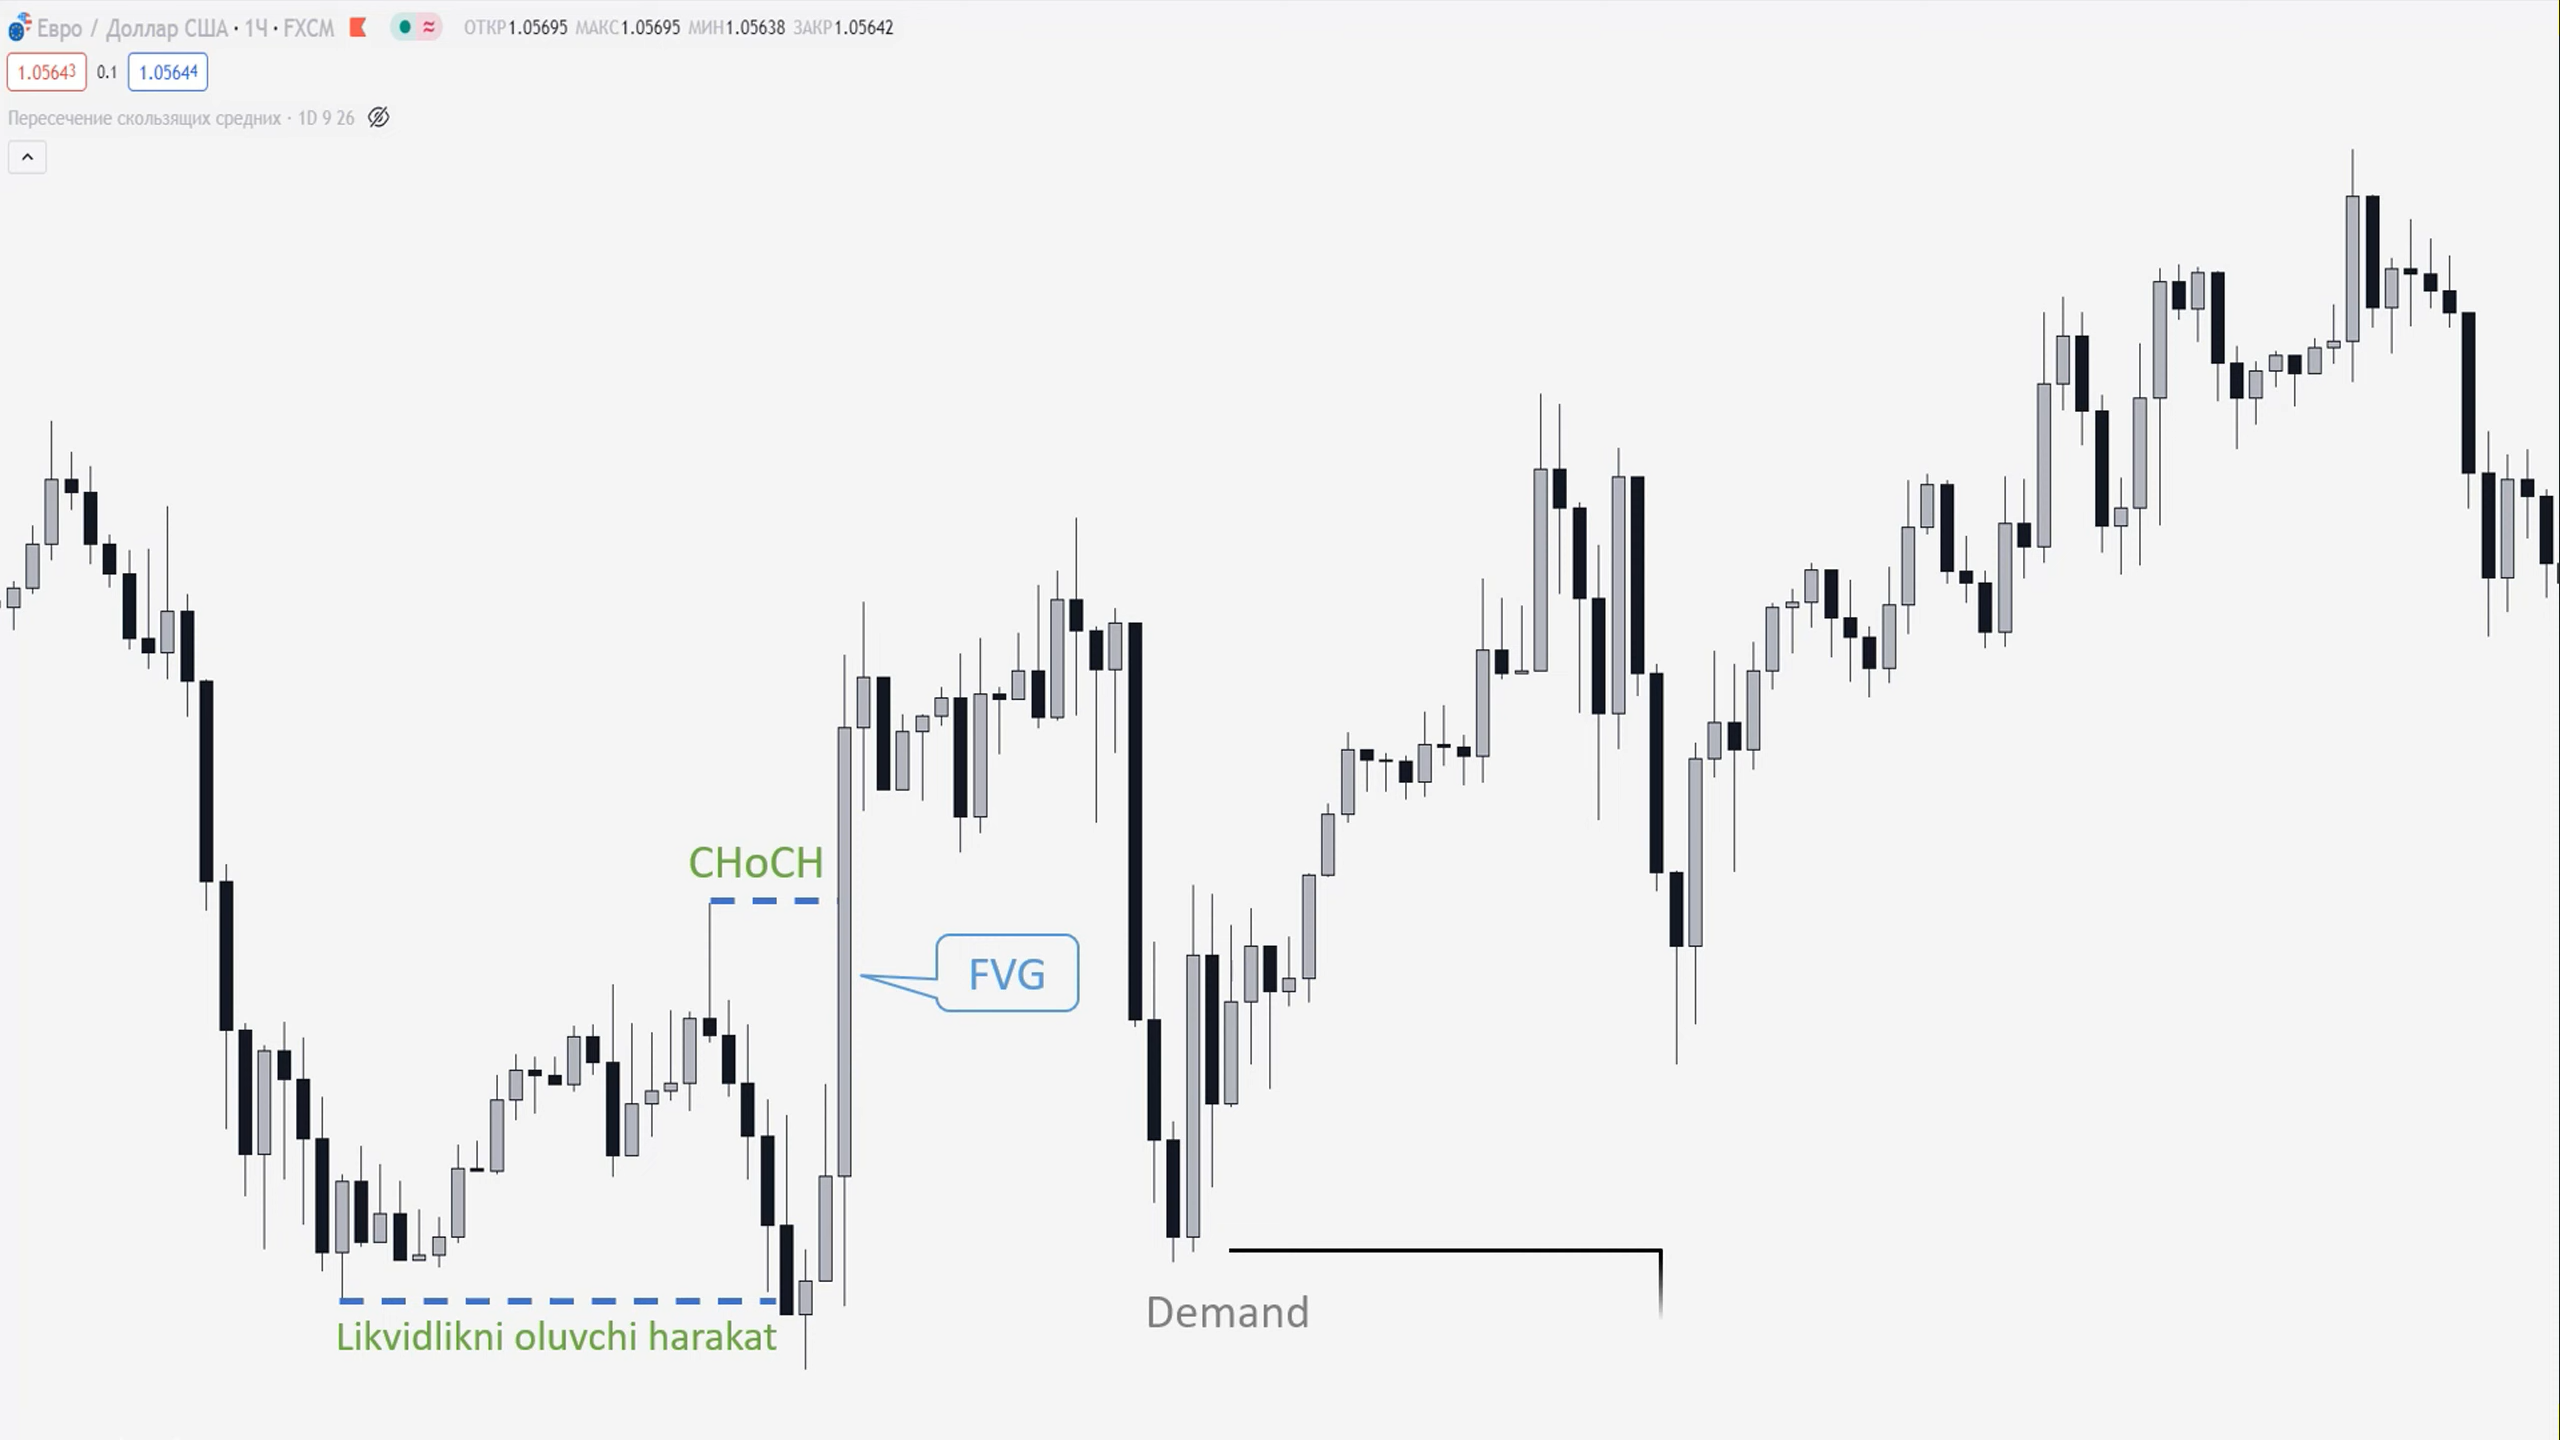 Евро / Доллар США · 1Ч · FXCM ОТКР1.05695 МАКС1.05695 МИН1.05638 ЗАКР1.05642
1.05643 0.1 1.05644
Пересечение скользящих средних · 1D 9 26
CHoCH
FVG
Demand
Likvidlikni oluvchi harakat